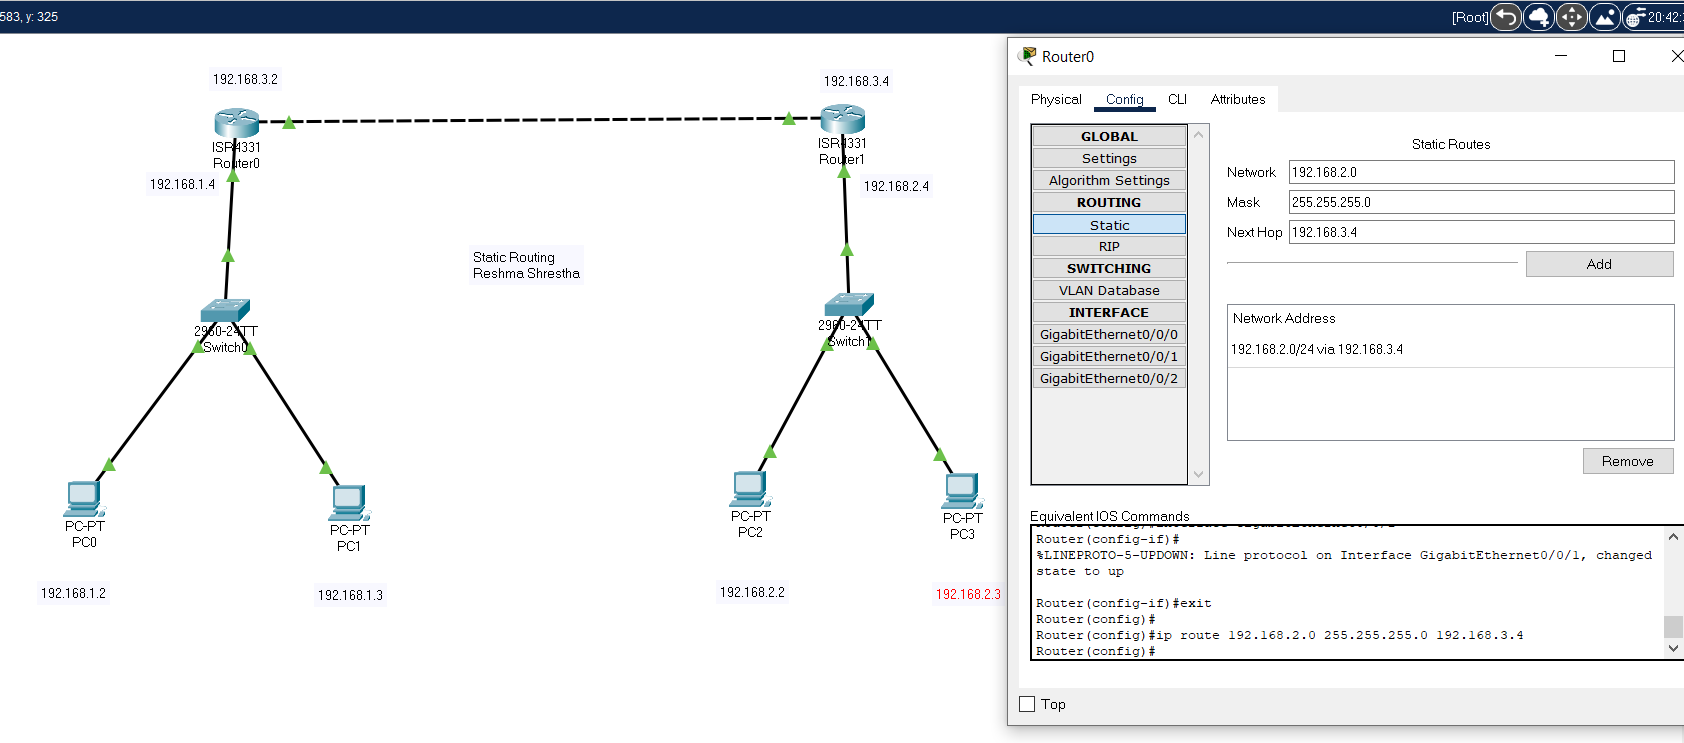 583, y: 325
[Root]
20:42:
192.168.3.2
ISR4331
Router0
192.168.1.4
192.168.3.4
ISR4331
Router1
192.168.2.4
Static Routing
Reshma Shrestha
2960-24TT
Switch0
2960-24TT
Switch1
PC-PT
PC0
PC-PT
PC1
PC-PT
PC2
PC-PT
PC3
192.168.1.2
192.168.1.3
192.168.2.2
192.168.2.3
Router0
Physical Config CLI Attributes
GLOBAL
Settings
Algorithm Settings
ROUTING
Static
RIP
SWITCHING
VLAN Database
INTERFACE
GigabitEthernet0/0/0
GigabitEthernet0/0/1
GigabitEthernet0/0/2
Static Routes
Network 192.168.2.0
Mask 255.255.255.0
Next Hop 192.168.3.4
Add
Network Address
192.168.2.0/24 via 192.168.3.4
Remove
Equivalent IOS Commands
Router(config-if)#
%LINEPROTO-5-UPDOWN: Line protocol on Interface GigabitEthernet0/0/1, changed
state to up
Router(config-if)#exit
Router(config)#
Router(config)#ip route 192.168.2.0 255.255.255.0 192.168.3.4
Router(config)#
Top